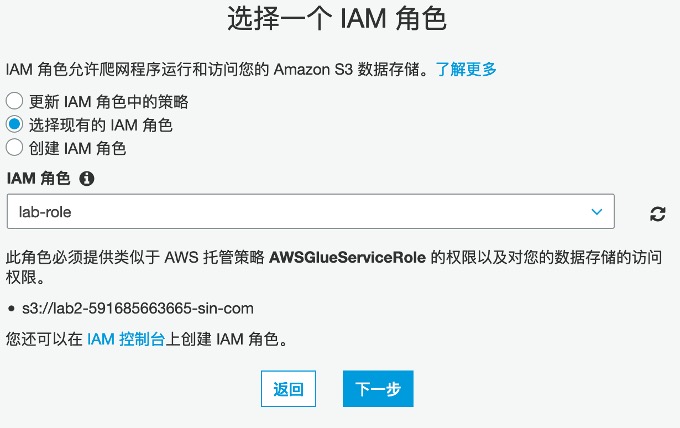 选择一个 IAM 角色
IAM 角色允许爬网程序运行和访问您的 Amazon S3 数据存储。了解更多
更新 IAM 角色中的策略
选择现有的 IAM 角色
创建 IAM 角色
IAM 角色
lab-role
此角色必须提供类似于 AWS 托管策略 AWSGlueServiceRole 的权限以及对您的数据存储的访问
权限。
• s3://lab2-591685663665-sin-com
您还可以在 IAM 控制台上创建 IAM 角色。
返回 下一步